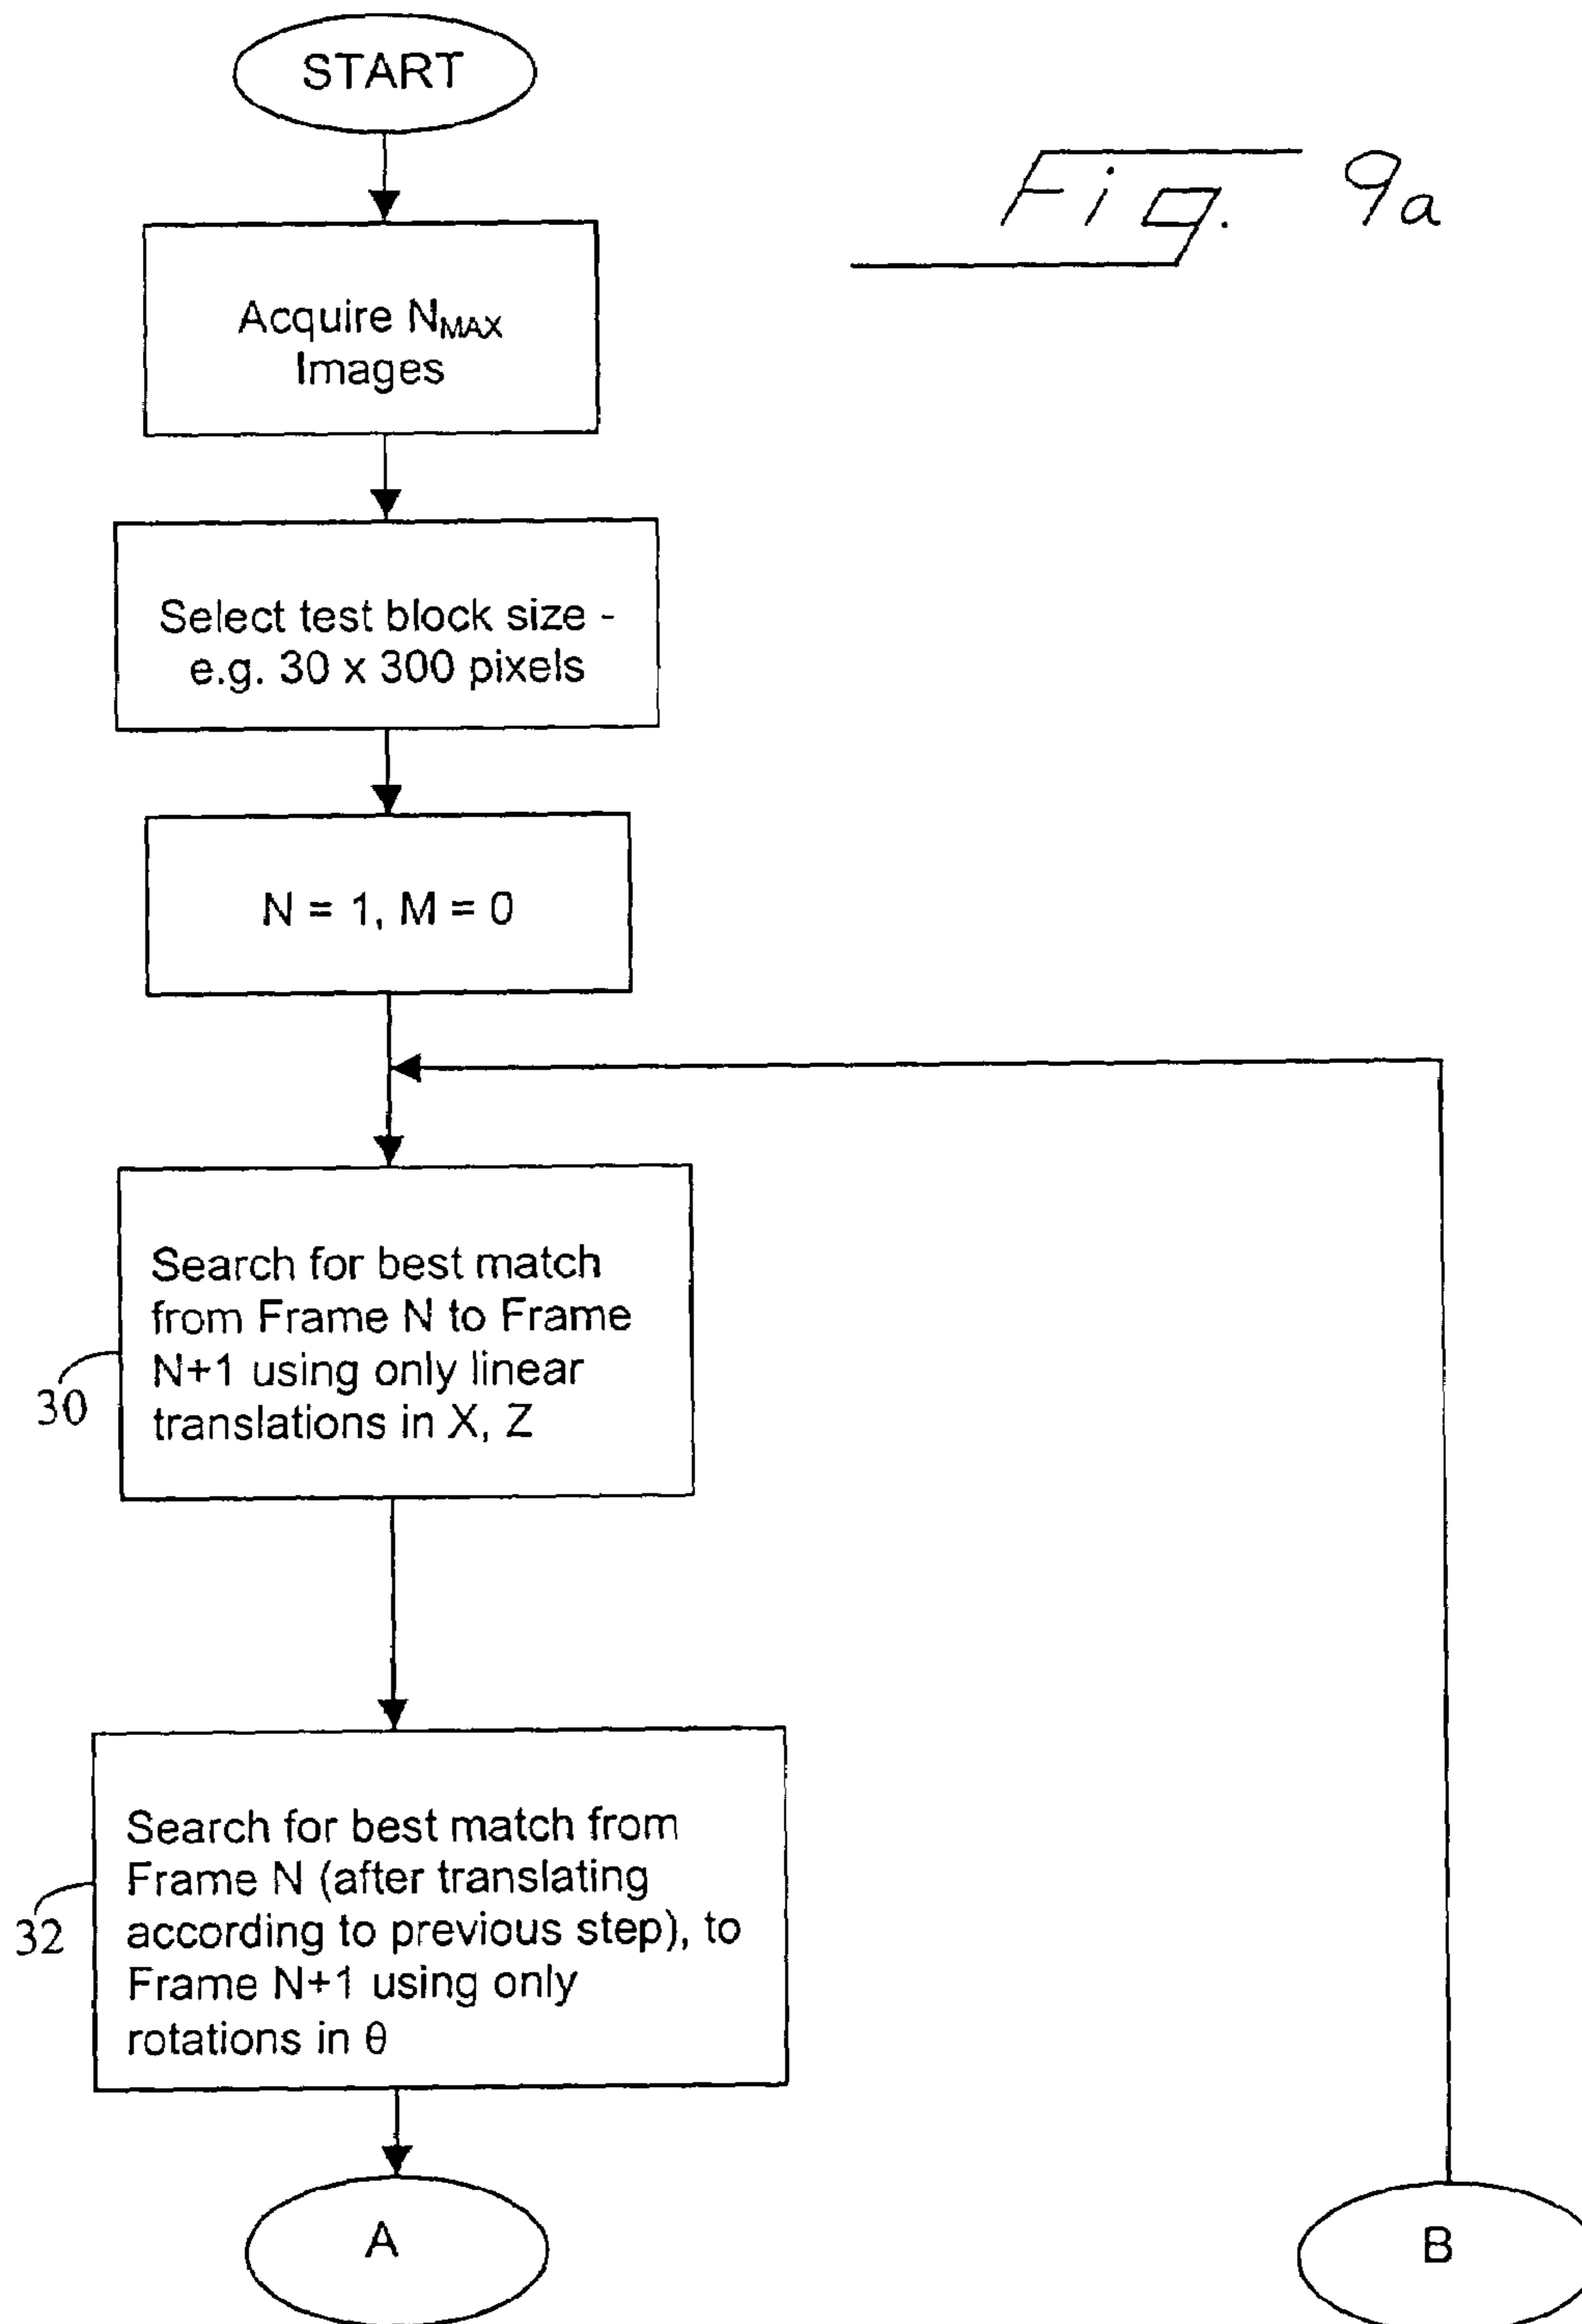 START
Fig. 9a
Acquire NMAX
Images
Select test block size -
e.g. 30 x 300 pixels
N = 1, M = 0
Search for best match
from Frame N to Frame
N+1 using only linear
translations in X, Z
30
Search for best match from
Frame N (after translating
according to previous step), to
Frame N+1 using only
rotations in θ
32
A
B